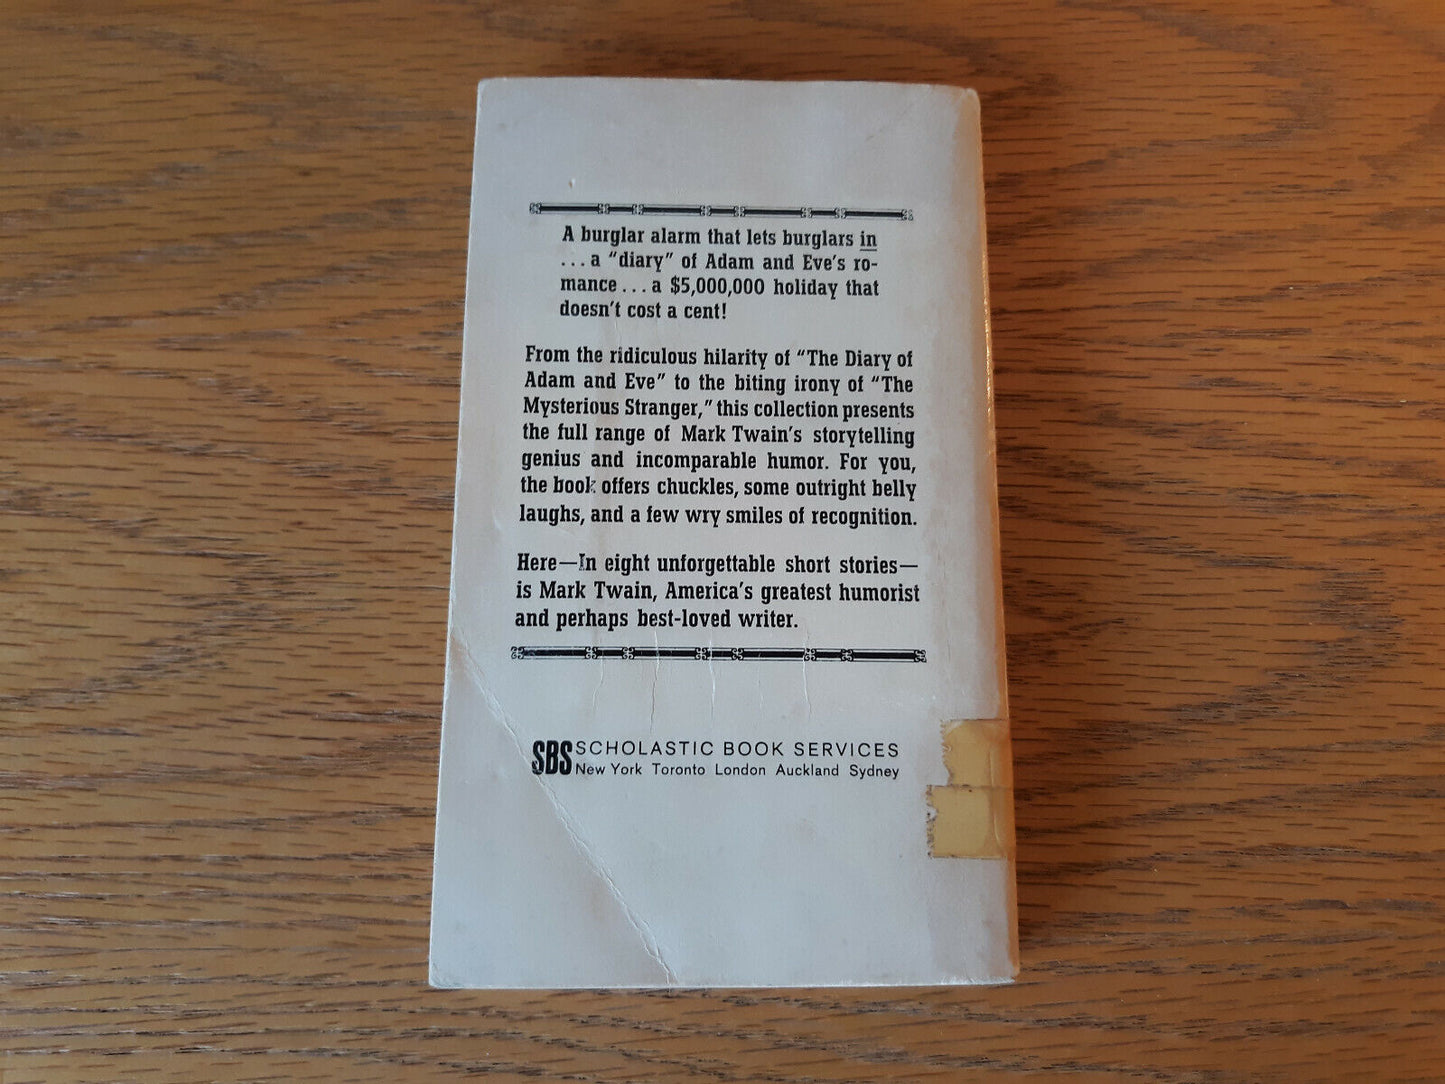 A burglar alarm that lets burglars in
...a “diary” of Adam and Eve’s ro-
mance...a $5,000,000 holiday that
doesn’t cost a cent!
From the ridiculous hilarity of “The Diary of
Adam and Eve” to the biting irony of “The
Mysterious Stranger,” this collection presents
the full range of Mark Twain’s storytelling
genius and incomparable humor. For you,
the book offers chuckles, some outright belly
laughs, and a few wry smiles of recognition.
Here—In eight unforgettable short stories—
is Mark Twain, America’s greatest humorist
and perhaps best-loved writer.
SBS SCHOLASTIC BOOK SERVICES
New York Toronto London Auckland Sydney